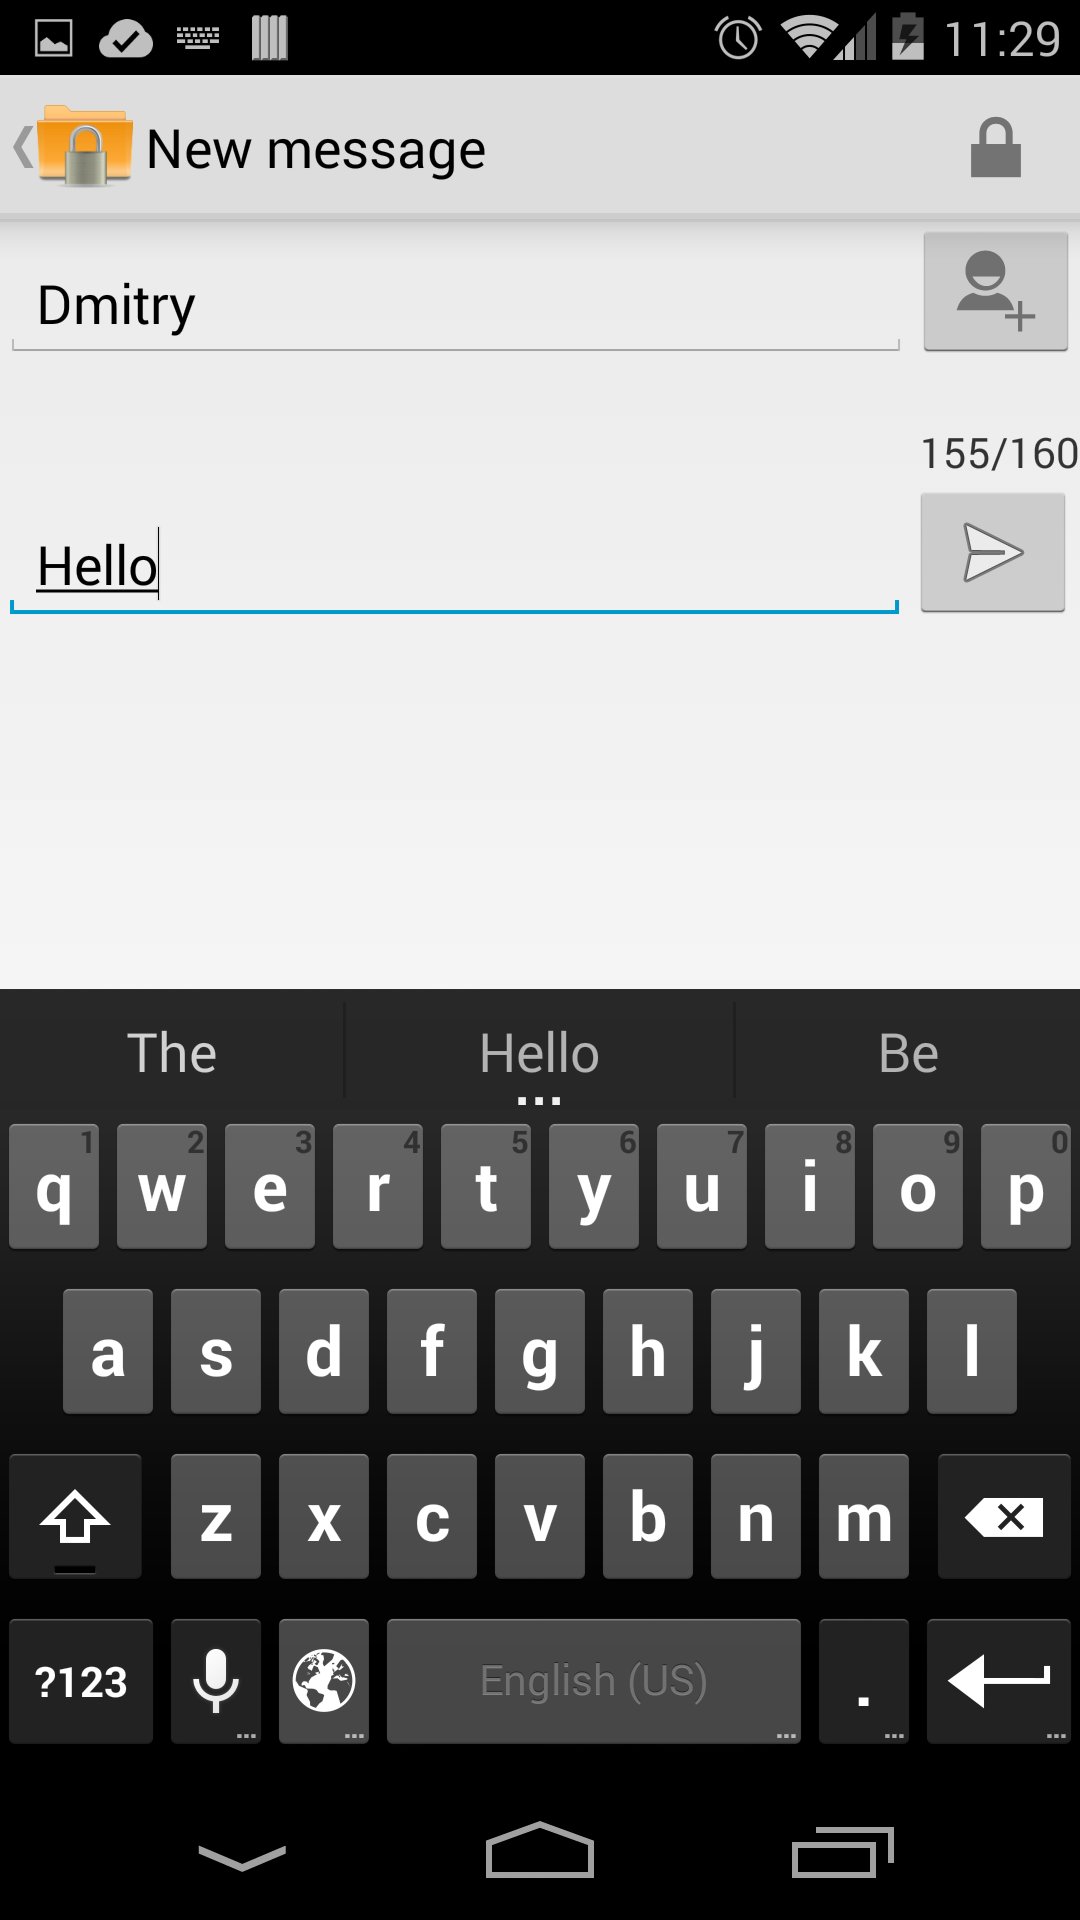 11:29
New message
Dmitry
155/160
Hello
The Hello Be
1 2 3 4 5 6 7 8 9 0
q w e r t y u i o p
a s d f g h j k l
z x c v b n m
?123 English (US) .